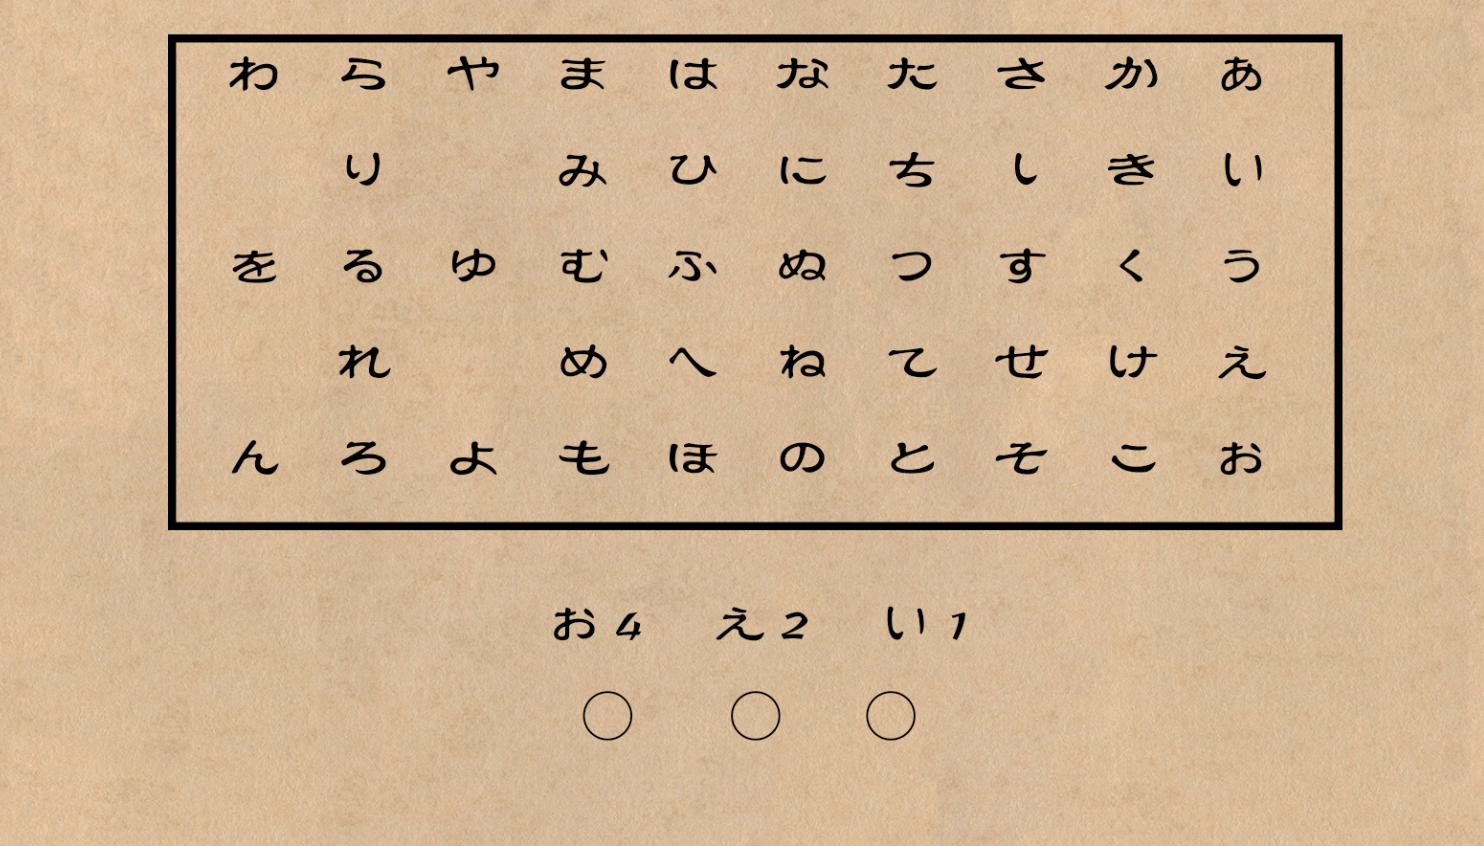 わ ら や ま は な た さ か あ
り み ひ に ち し き い
を る ゆ む ふ ぬ つ す く う
れ め へ ね て せ け え
ん ろ よ も ほ の と そ こ お
お4 え2 い1